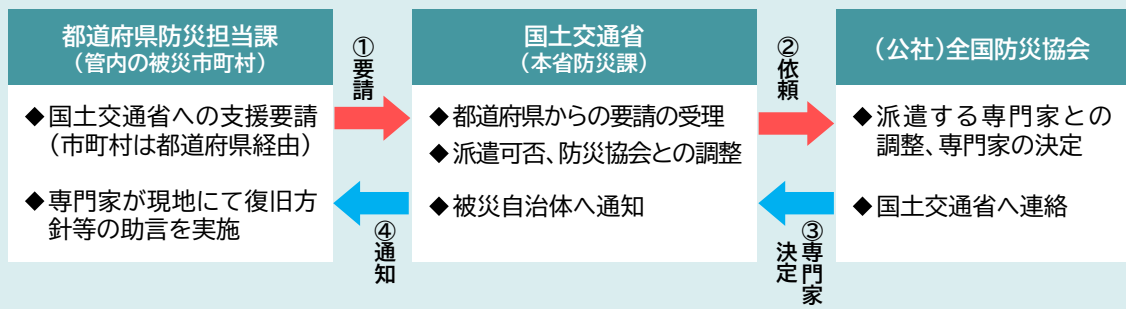 都道府県防災担当課
（管内の被災市町村）
◆国土交通省への支援要請
（市町村は都道府県経由）
◆専門家が現地にて復旧方
針等の助言を実施
①要請
④通知
国土交通省
（本省防災課）
◆都道府県からの要請の受理
◆派遣可否、防災協会との調整
◆被災自治体へ通知
②依頼
③専門家
決定
（公社）全国防災協会
◆派遣する専門家との
調整、専門家の決定
◆国土交通省へ連絡